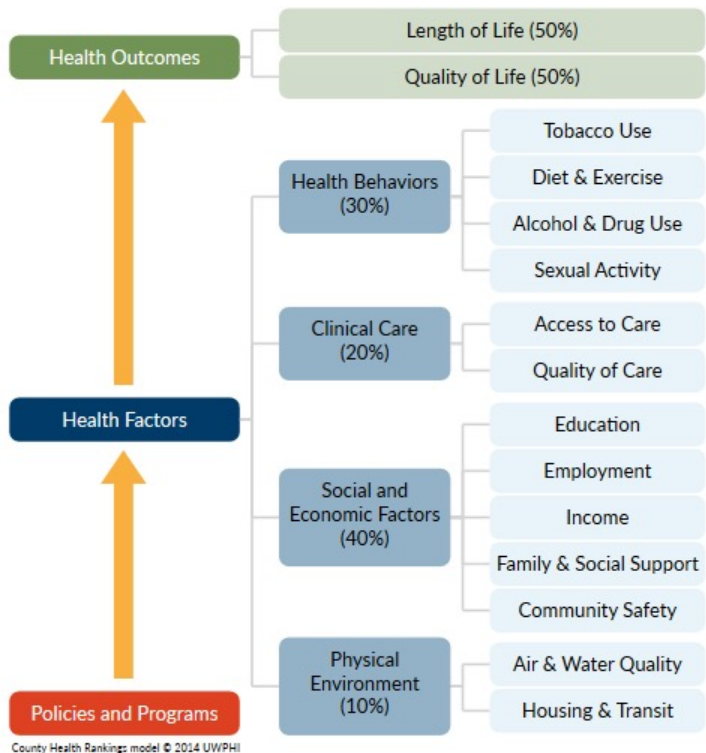 Health Outcomes
Length of Life (50%)
Quality of Life (50%)
Health Factors
Health Behaviors
(30%)
Tobacco Use
Diet & Exercise
Alcohol & Drug Use
Sexual Activity
Clinical Care
(20%)
Access to Care
Quality of Care
Social and
Economic Factors
(40%)
Education
Employment
Income
Family & Social Support
Community Safety
Physical
Environment
(10%)
Air & Water Quality
Housing & Transit
Policies and Programs
County Health Rankings model © 2014 UWPHI